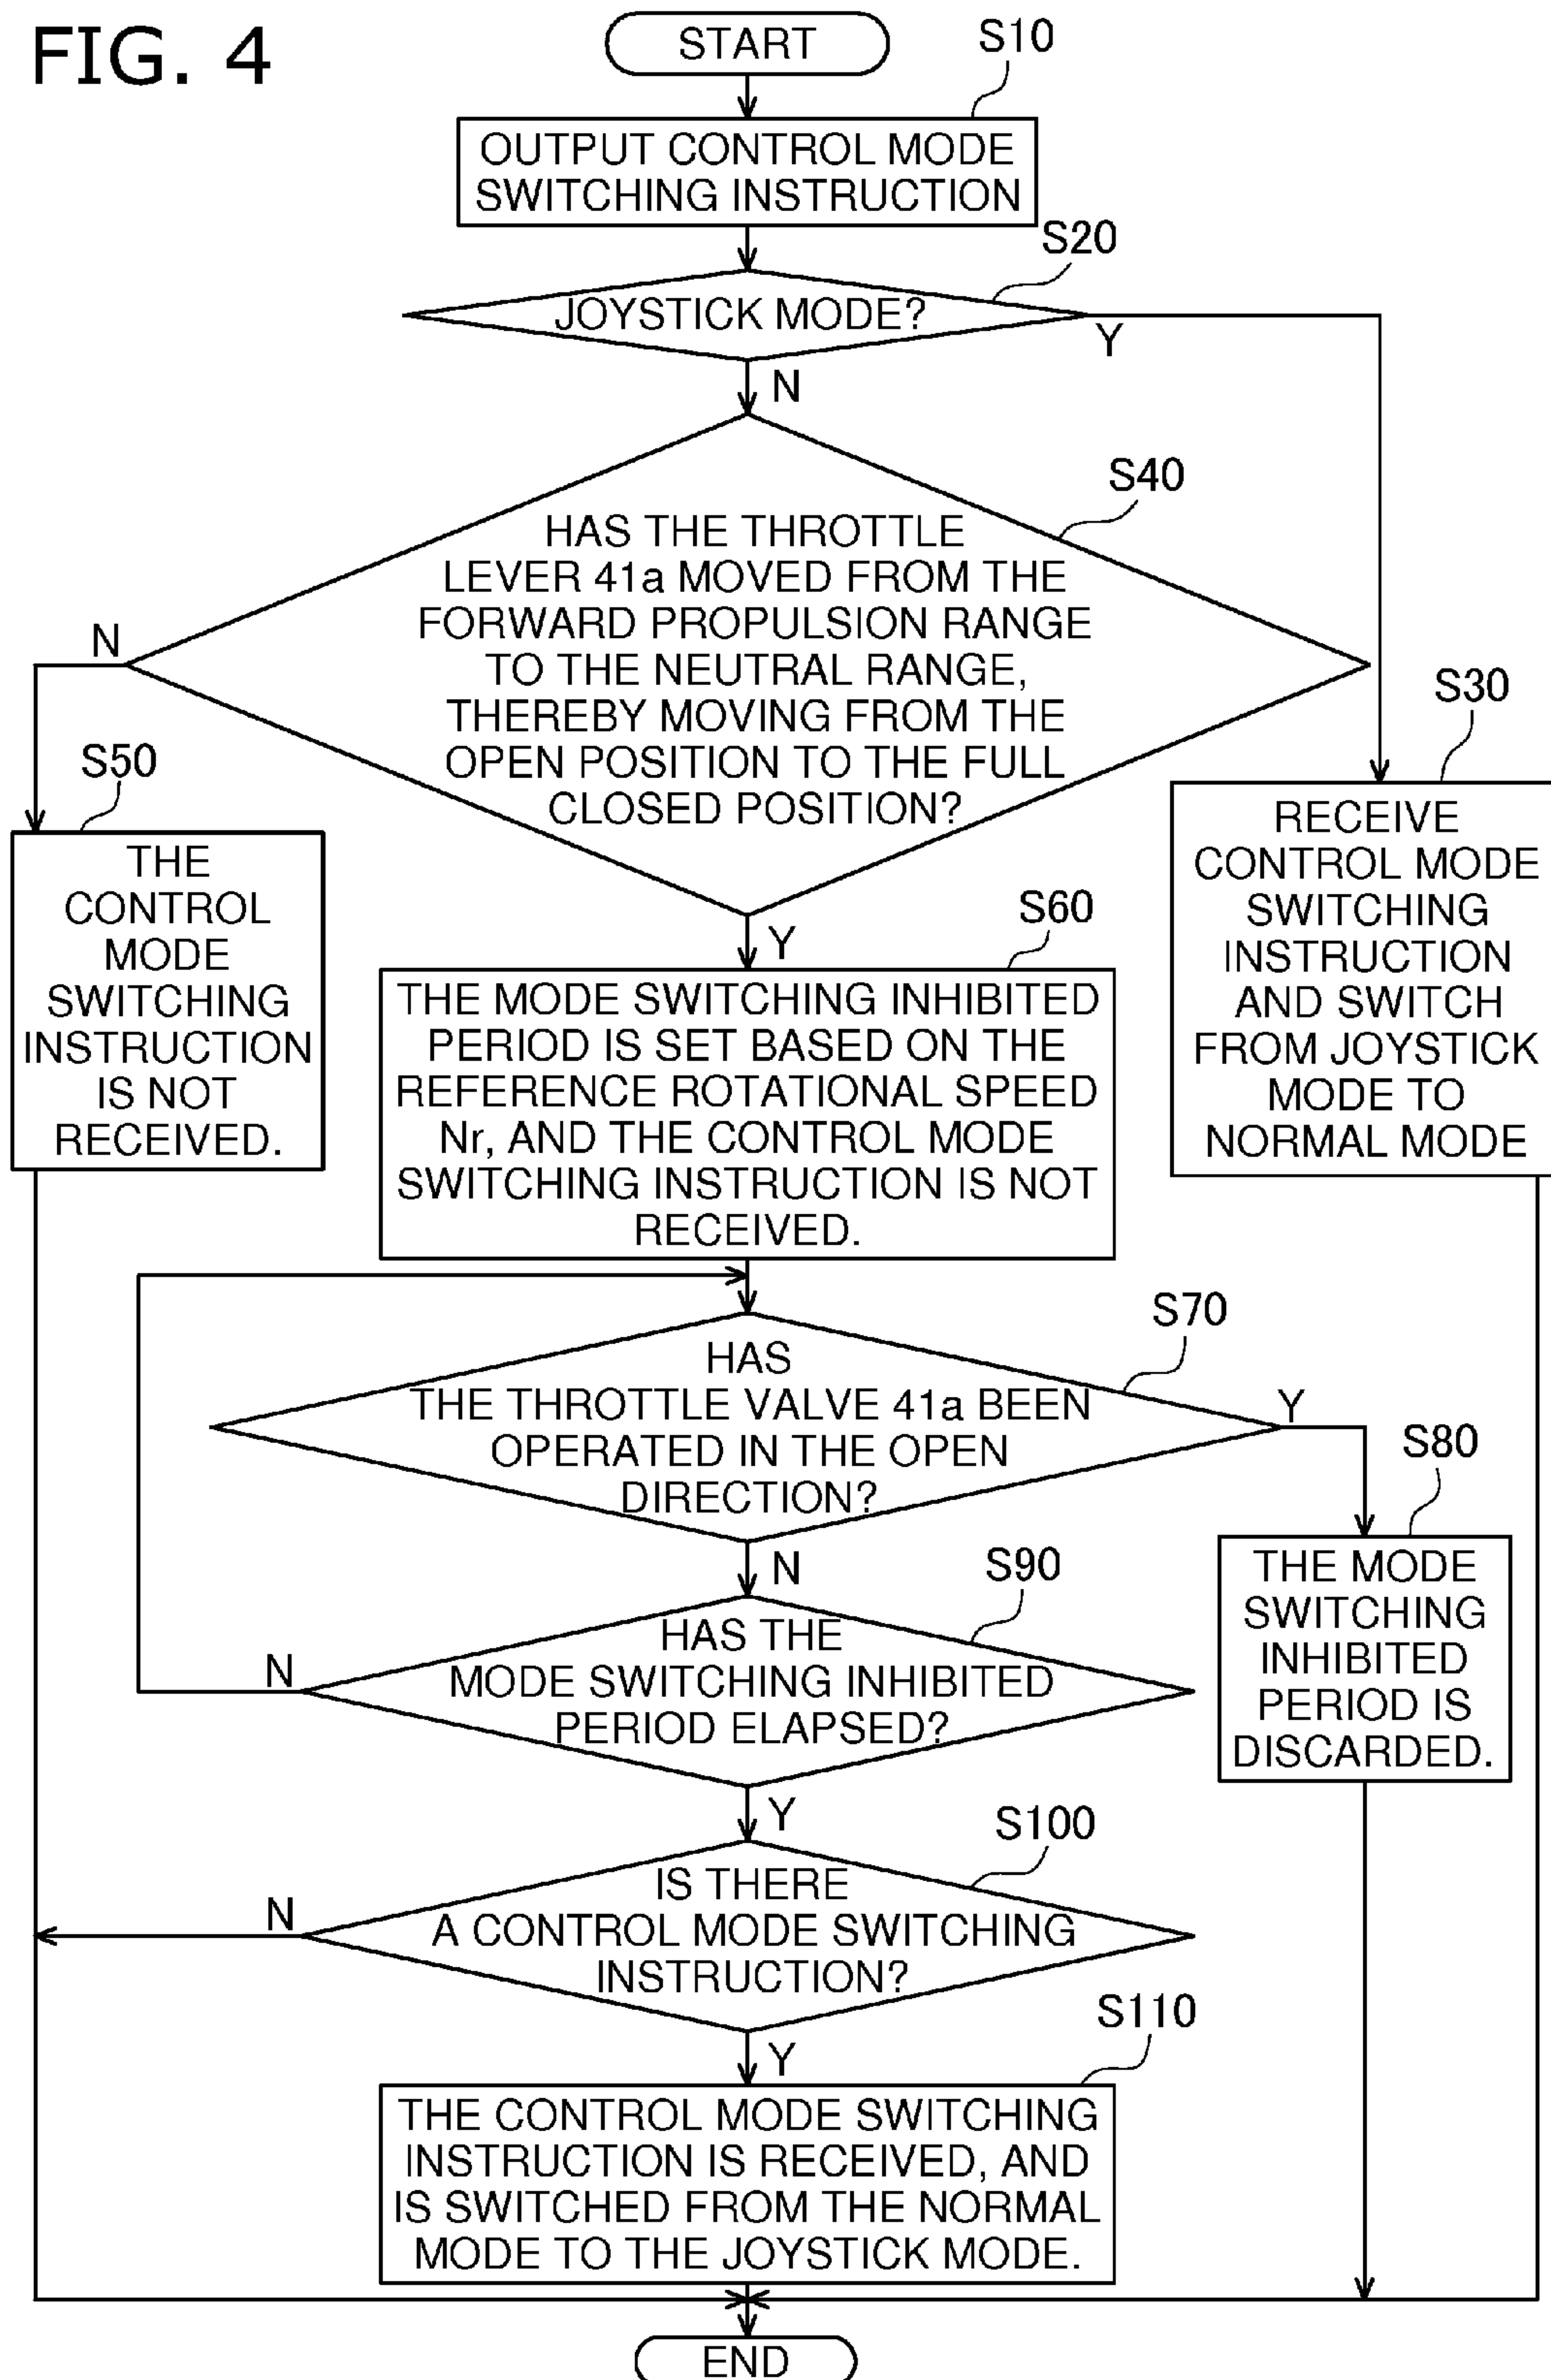 FIG. 4
START
S10
OUTPUT CONTROL MODE
SWITCHING INSTRUCTION
S20
JOYSTICK MODE?
Y
N
S40
HAS THE THROTTLE
LEVER 41a MOVED FROM THE
FORWARD PROPULSION RANGE
TO THE NEUTRAL RANGE,
THEREBY MOVING FROM THE
OPEN POSITION TO THE FULL
CLOSED POSITION?
N
S30
RECEIVE
CONTROL MODE
SWITCHING
INSTRUCTION
AND SWITCH
FROM JOYSTICK
MODE TO
NORMAL MODE
S50
THE
CONTROL
MODE
SWITCHING
INSTRUCTION
IS NOT
RECEIVED.
Y
S60
THE MODE SWITCHING INHIBITED
PERIOD IS SET BASED ON THE
REFERENCE ROTATIONAL SPEED
Nr, AND THE CONTROL MODE
SWITCHING INSTRUCTION IS NOT
RECEIVED.
S70
HAS
THE THROTTLE VALVE 41a BEEN
OPERATED IN THE OPEN
DIRECTION?
Y
S80
THE MODE
SWITCHING
INHIBITED
PERIOD IS
DISCARDED.
N
S90
HAS THE
MODE SWITCHING INHIBITED
PERIOD ELAPSED?
N
Y
S100
IS THERE
A CONTROL MODE SWITCHING
INSTRUCTION?
N
Y
S110
THE CONTROL MODE SWITCHING
INSTRUCTION IS RECEIVED, AND
IS SWITCHED FROM THE NORMAL
MODE TO THE JOYSTICK MODE.
END